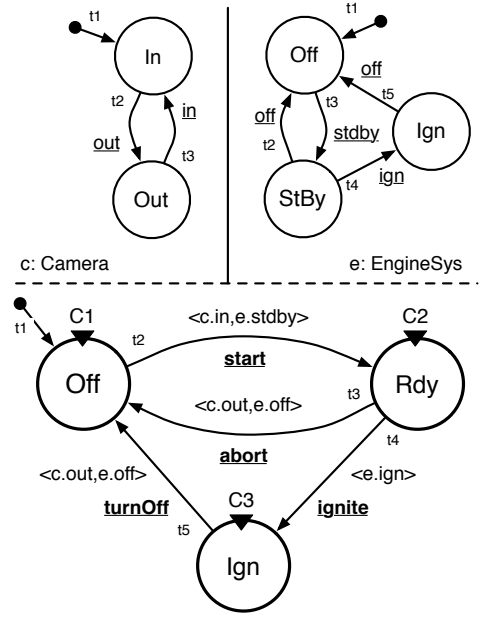 t1
In
t2
in
out
t3
Out
c: Camera
t1
Off
off
t5
off
t3
stdby
Ign
t2
t4
ign
StBy
e: EngineSys
t1
C1
<c.in,e.stdby>
C2
t2
start
Off
Rdy
<c.out,e.off>
t3
t4
abort
<c.out,e.off>
<e.ign>
turnOff
C3
ignite
t5
Ign